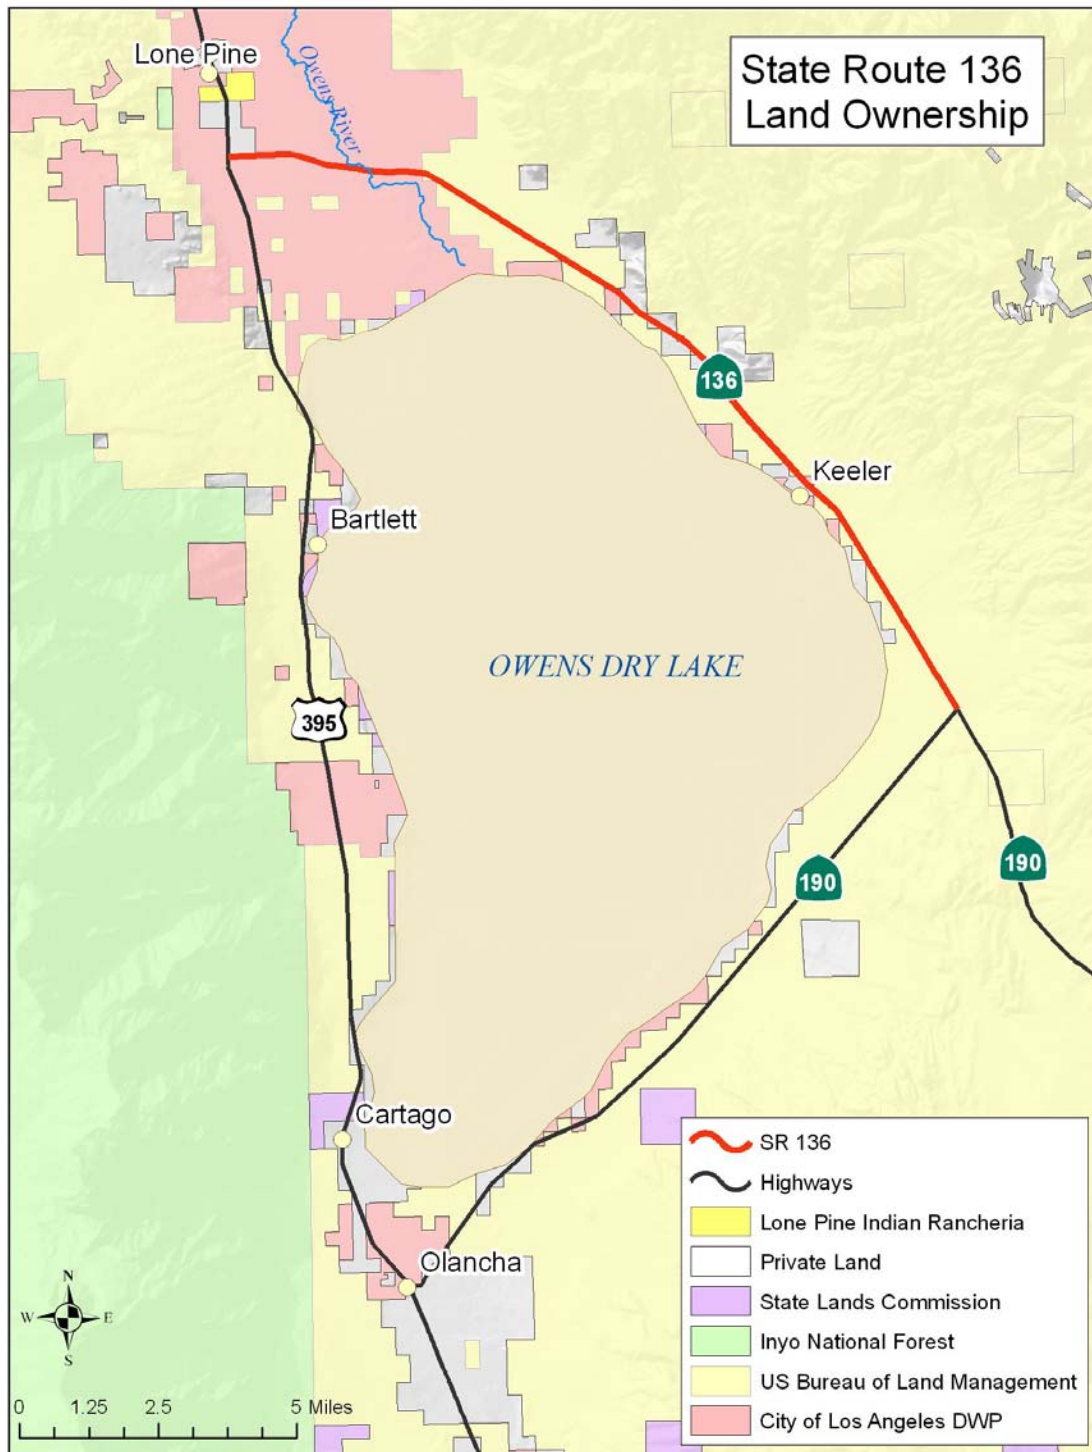 State Route 136
Land Ownership
Lone Pine
Owens River
136
Keeler
Bartlett
OWENS DRY LAKE
395
190
190
Cartago
Olancha
SR 136
Highways
Lone Pine Indian Rancheria
Private Land
State Lands Commission
Inyo National Forest
US Bureau of Land Management
City of Los Angeles DWP
N
W E
S
0 1.25 2.5 5 Miles